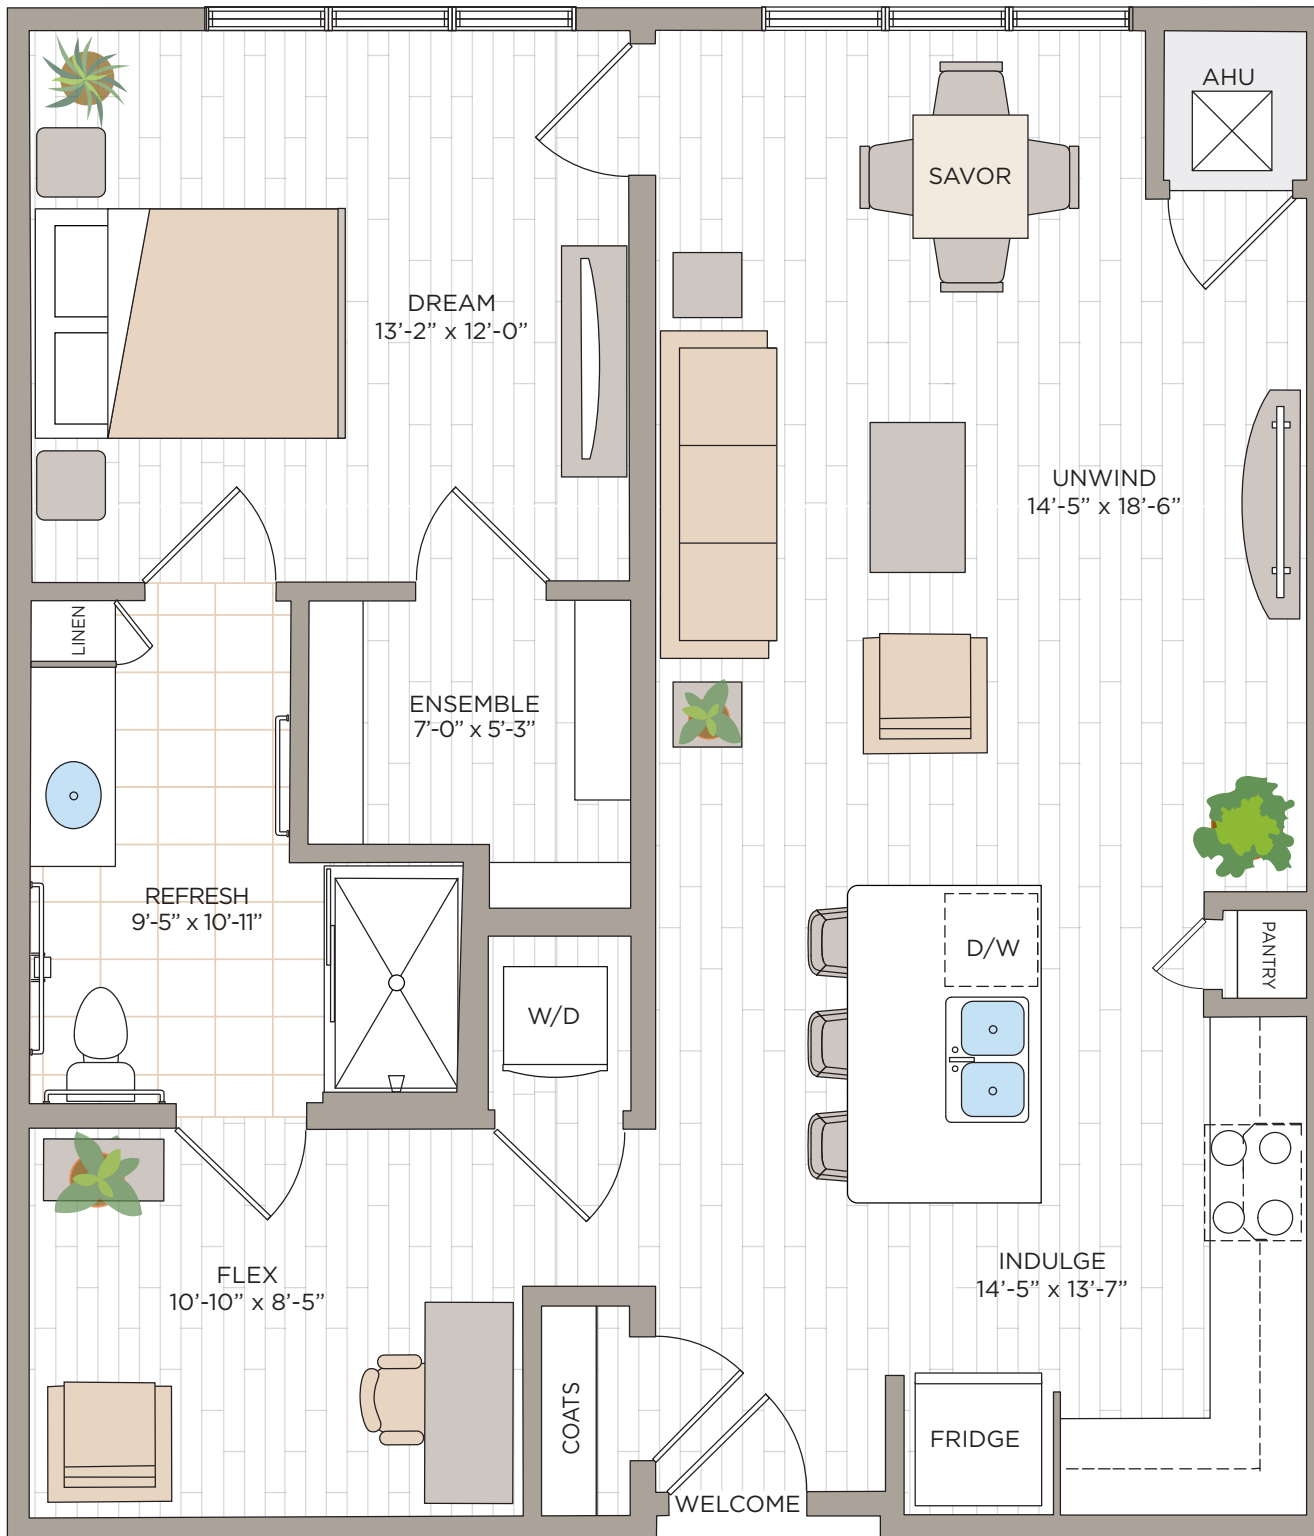 AHU
SAVOR
DREAM
13'-2" x 12'-0"
UNWIND
14'-5" x 18'-6"
LINEN
ENSEMBLE
7'-0" x 5'-3"
REFRESH
9'-5" x 10'-11"
D/W
PANTRY
W/D
FLEX
10'-10" x 8'-5"
INDULGE
14'-5" x 13'-7"
COATS
FRIDGE
WELCOME